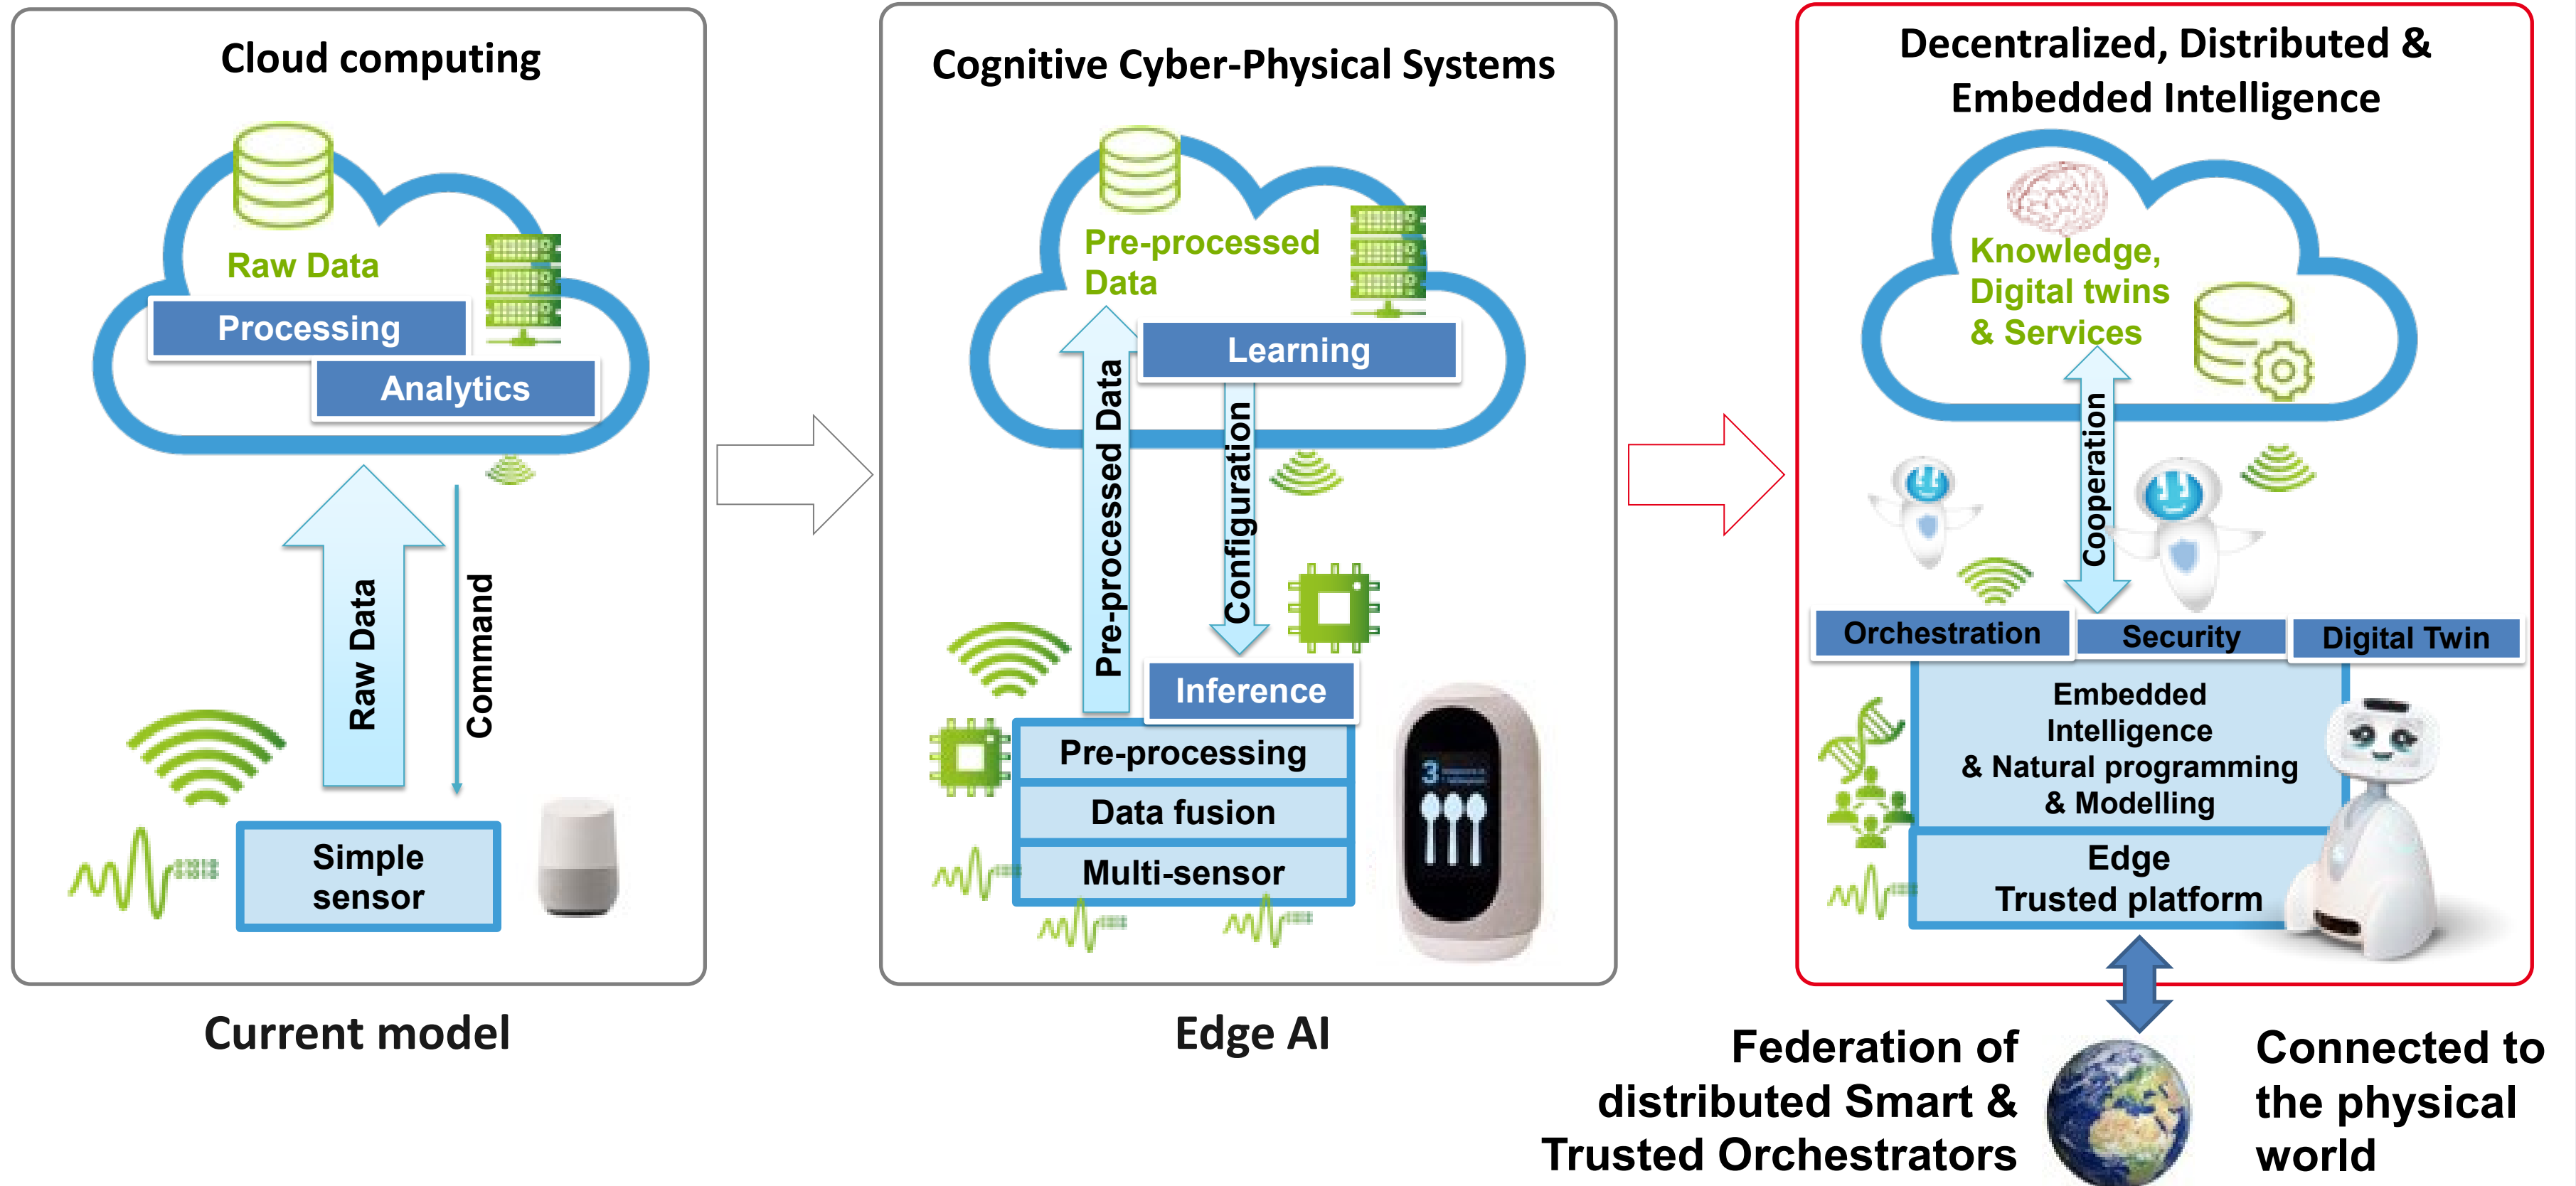 Cloud computing
Raw Data
Processing
Analytics
Raw Data
Command
Simple
sensor
Current model
Cognitive Cyber-Physical Systems
Pre-processed
Data
Learning
Pre-processed Data
Configuration
Inference
Pre-processing
Data fusion
Multi-sensor
3
Edge AI
Decentralized, Distributed &
Embedded Intelligence
Knowledge,
Digital twins
& Services
Cooperation
Orchestration
Security
Digital Twin
Embedded
Intelligence
& Natural programming
& Modelling
Edge
Trusted platform
Federation of
distributed Smart &
Trusted Orchestrators
Connected to
the physical
world